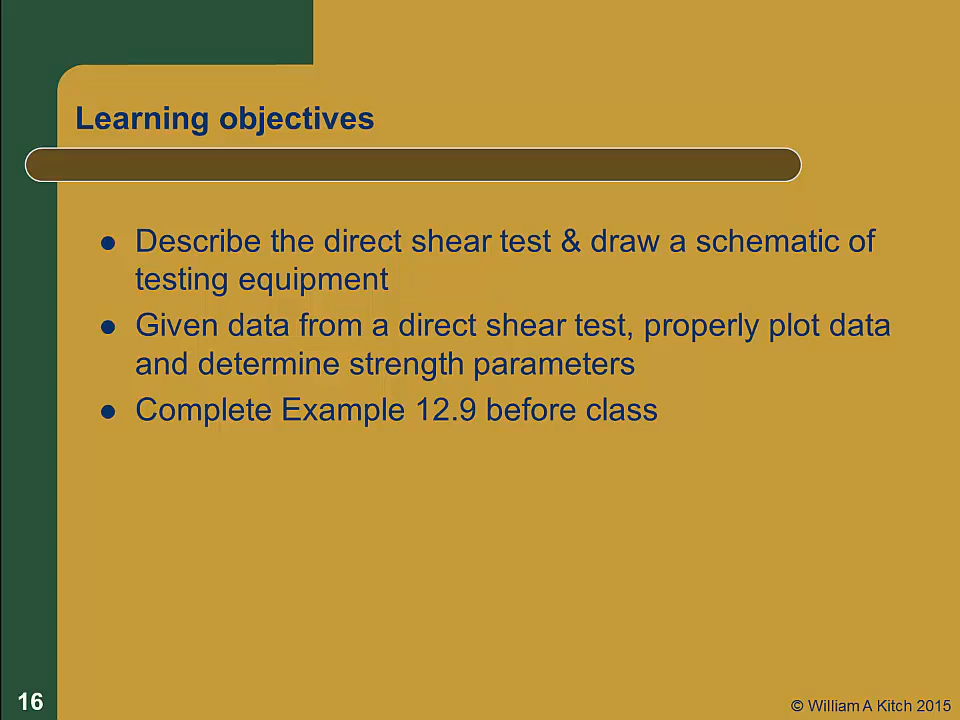 Learning objectives
● Describe the direct shear test & draw a schematic of
testing equipment
● Given data from a direct shear test, properly plot data
and determine strength parameters
● Complete Example 12.9 before class
16
© William A Kitch 2015